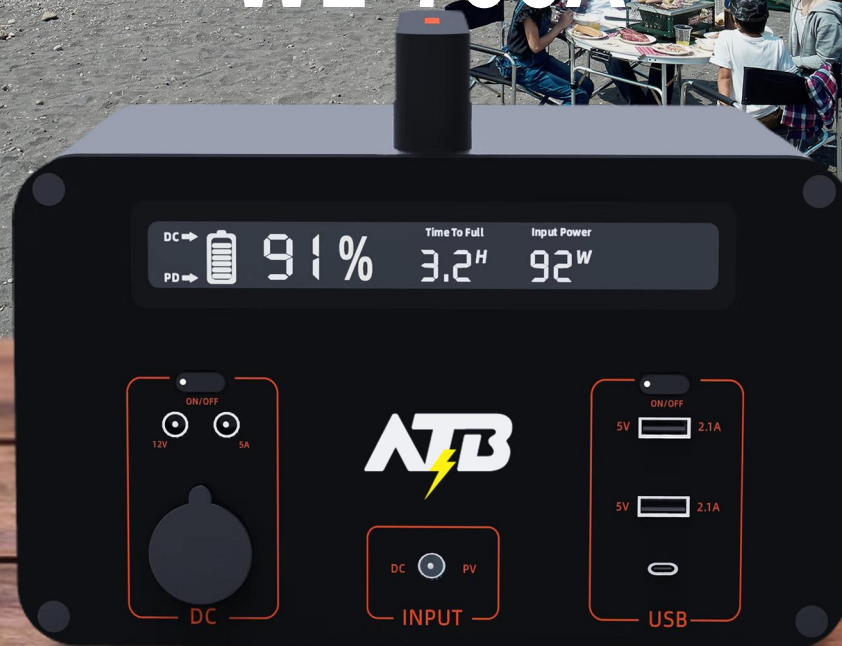 DC
PD
91%
Time To Full
3.2H
Input Power
92W
ON/OFF
12V
5A
DC
ATB
DC
PV
INPUT
ON/OFF
5V
2.1A
5V
2.1A
USB